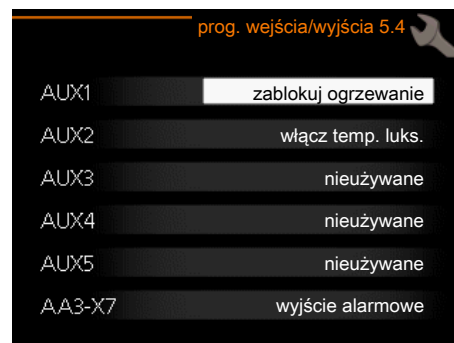 prog. wejścia/wyjścia 5.4
AUX1 zablokuj ogrzewanie
AUX2 włącz temp. luks.
AUX3 nieużywane
AUX4 nieużywane
AUX5 nieużywane
AA3-X7 wyjście alarmowe